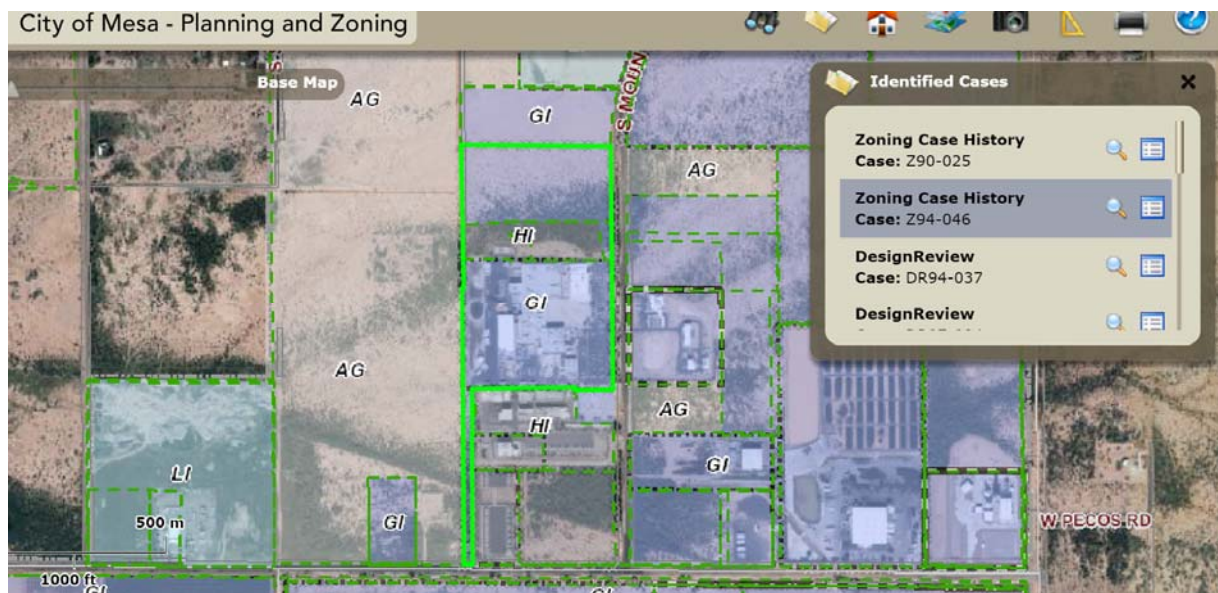 City of Mesa - Planning and Zoning
Base Map
Identified Cases
Zoning Case History
Case: Z90-025
Zoning Case History
Case: Z94-046
DesignReview
Case: DR94-037
DesignReview
AG
GI
S MOUN
AG
HI
GI
AG
AG
HI
GI
LI
GI
500 m
W PECOS RD
1000 ft
GI
GI